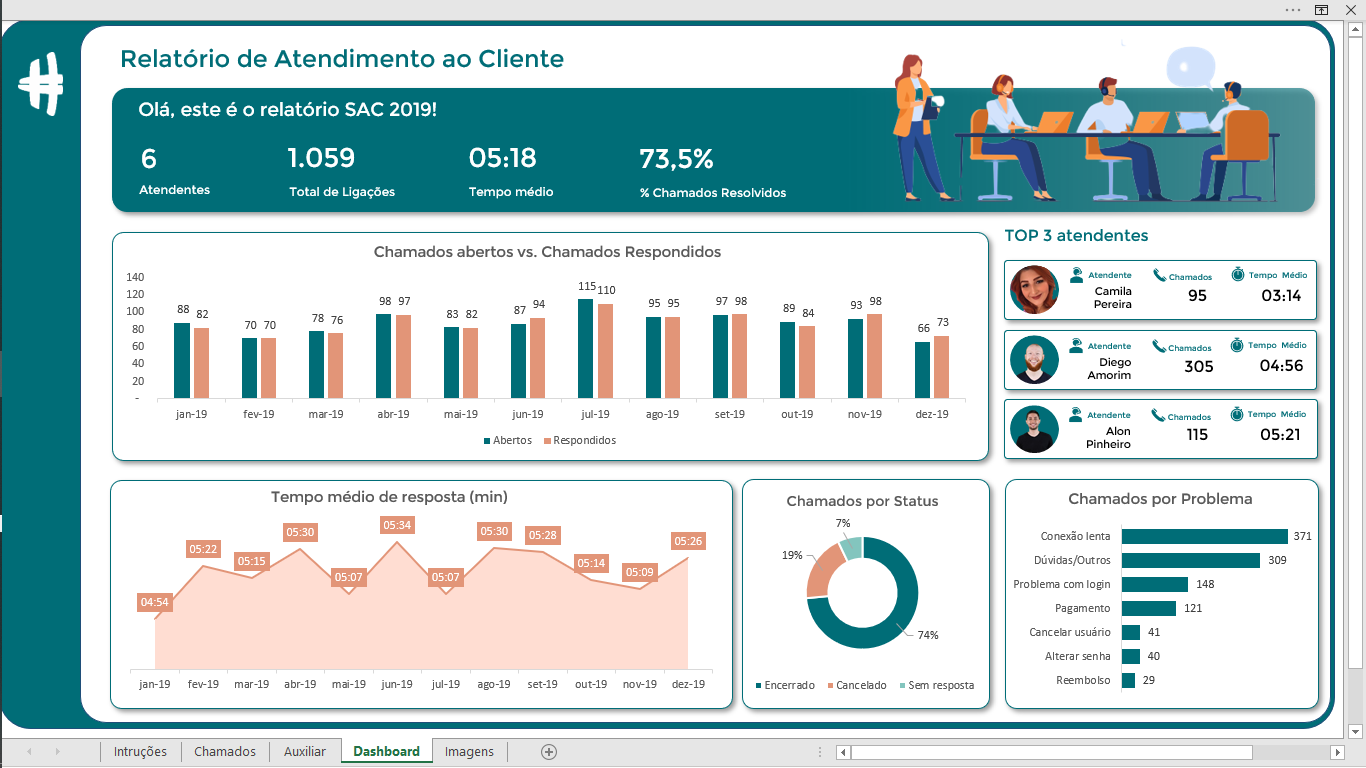 Relatório de Atendimento ao Cliente
Olá, este é o relatório SAC 2019!
6
1.059
05:18
73,5%
Atendentes
Total de Ligações
Tempo médio
% Chamados Resolvidos
Chamados abertos vs. Chamados Respondidos
140
120
100
80
60
40
20
-
88 82
70 70
78 76
98 97
83 82
87 94
115 110
95 95
97 98
89 84
93 98
66 73
jan-19 fev-19 mar-19 abr-19 mai-19 jun-19 jul-19 ago-19 set-19 out-19 nov-19 dez-19
Abertos Respondidos
TOP 3 atendentes
Atendente Chamados Tempo Médio
Camila
Pereira
95
03:14
Atendente Chamados Tempo Médio
Diego
Amorim
305
04:56
Atendente Chamados Tempo Médio
Alon
Pinheiro
115
05:21
Tempo médio de resposta (min)
04:54 05:22 05:15 05:30 05:07 05:34 05:07 05:30 05:28 05:14 05:09 05:26
jan-19 fev-19 mar-19 abr-19 mai-19 jun-19 jul-19 ago-19 set-19 out-19 nov-19 dez-19
Chamados por Status
7%
19%
74%
Encerrado Cancelado Sem resposta
Chamados por Problema
Conexão lenta 371
Dúvidas/Outros 309
Problema com login 148
Pagamento 121
Cancelar usuário 41
Alterar senha 40
Reembolso 29
Intruções Chamados Auxiliar Dashboard Imagens